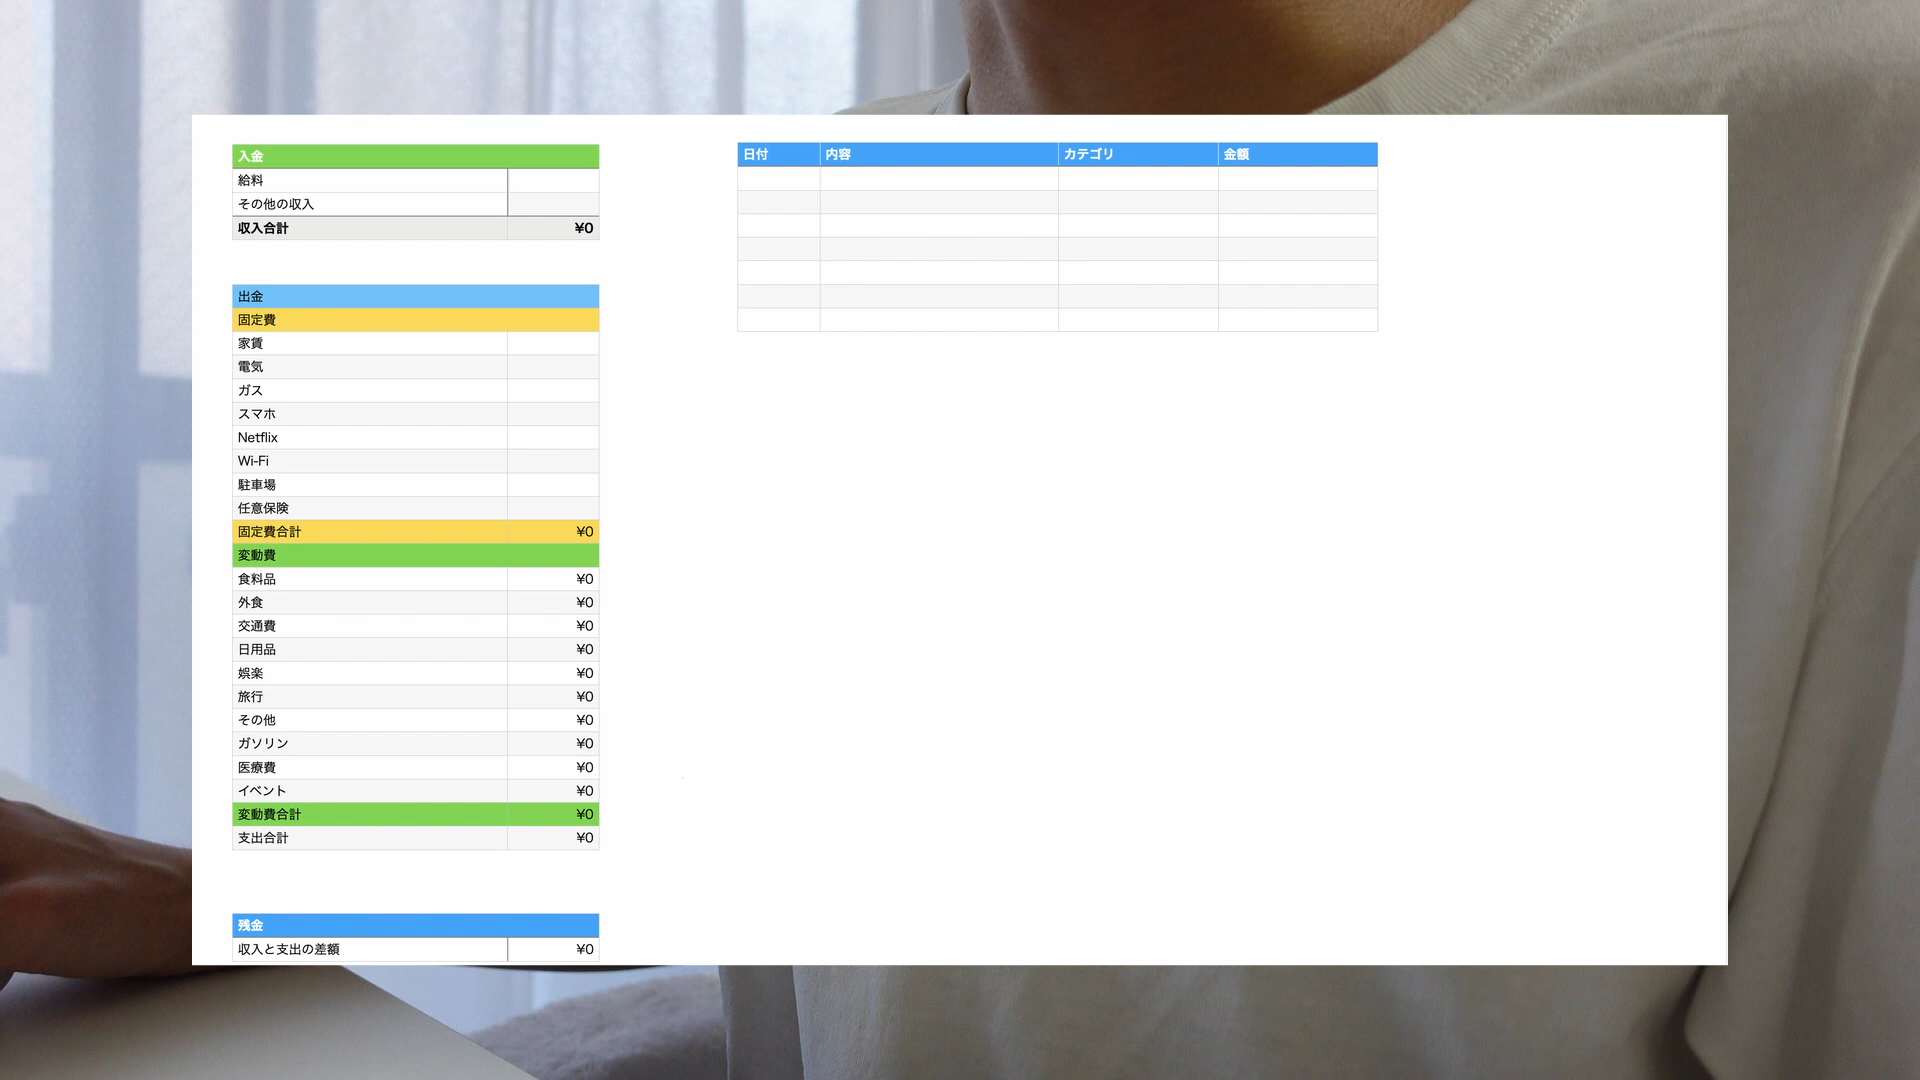 入金
給料
その他の収入
収入合計 ¥0
出金
固定費
家賃
電気
ガス
スマホ
Netflix
Wi-Fi
駐車場
任意保険
固定費合計 ¥0
変動費
食料品 ¥0
外食 ¥0
交通費 ¥0
日用品 ¥0
娯楽 ¥0
旅行 ¥0
その他 ¥0
ガソリン ¥0
医療費 ¥0
イベント ¥0
変動費合計 ¥0
支出合計 ¥0
残金
収入と支出の差額 ¥0
日付 内容 カテゴリ 金額